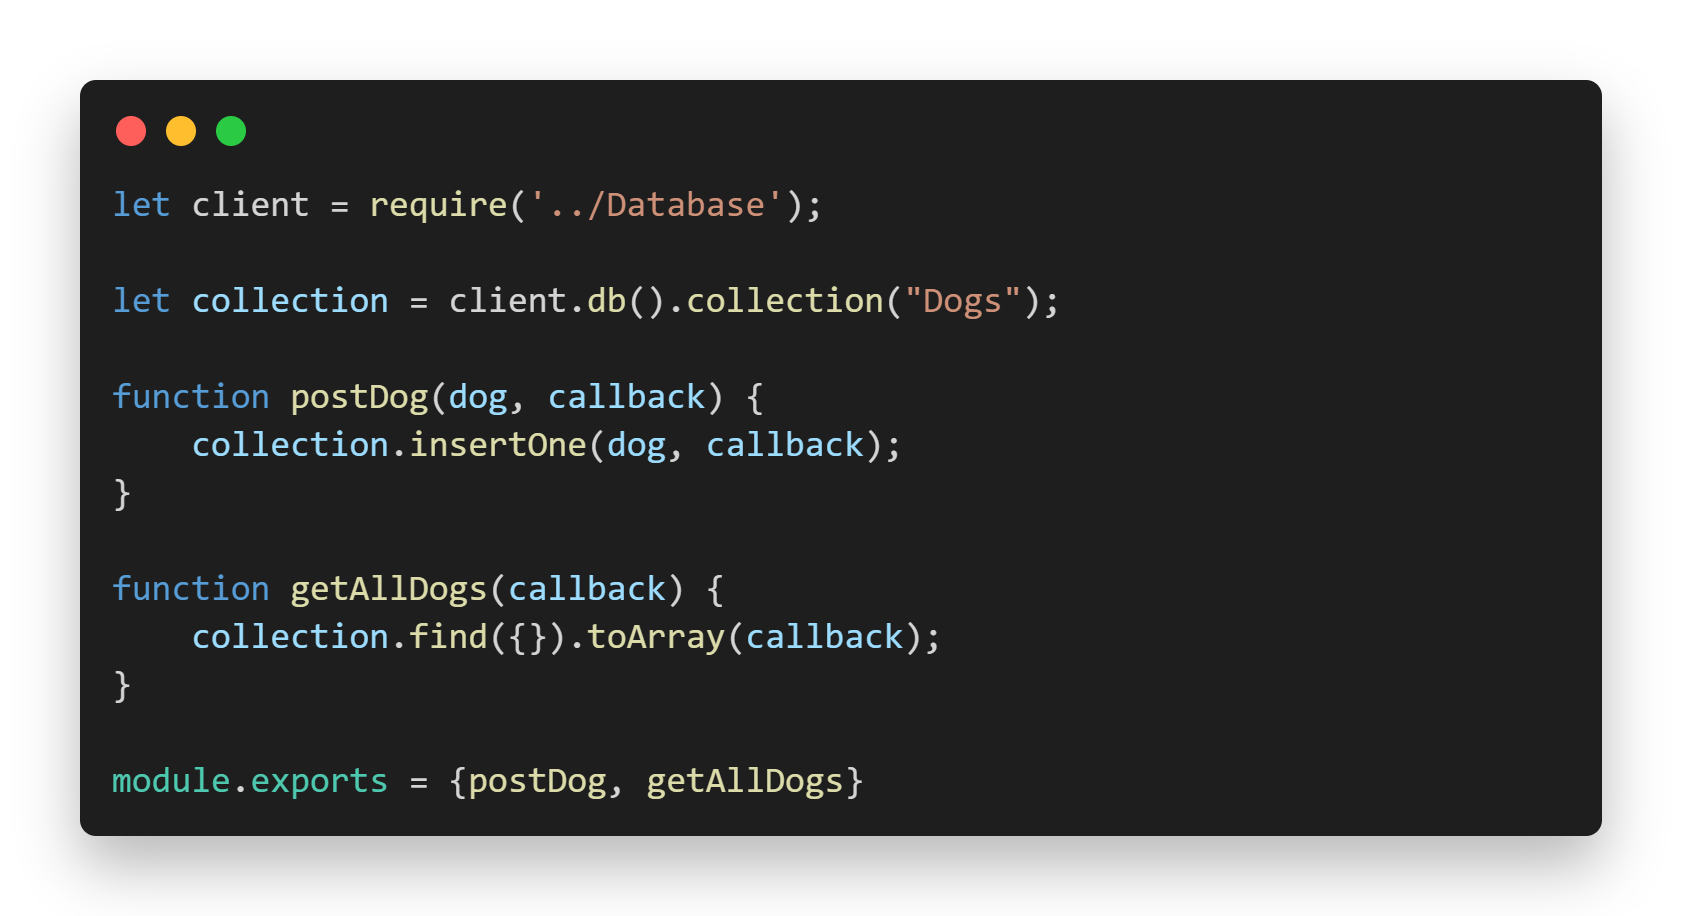 let client = require('../Database');
let collection = client.db().collection("Dogs");
function postDog(dog, callback) {
    collection.insertOne(dog, callback);
}
function getAllDogs(callback) {
    collection.find({}).toArray(callback);
}
module.exports = {postDog, getAllDogs}